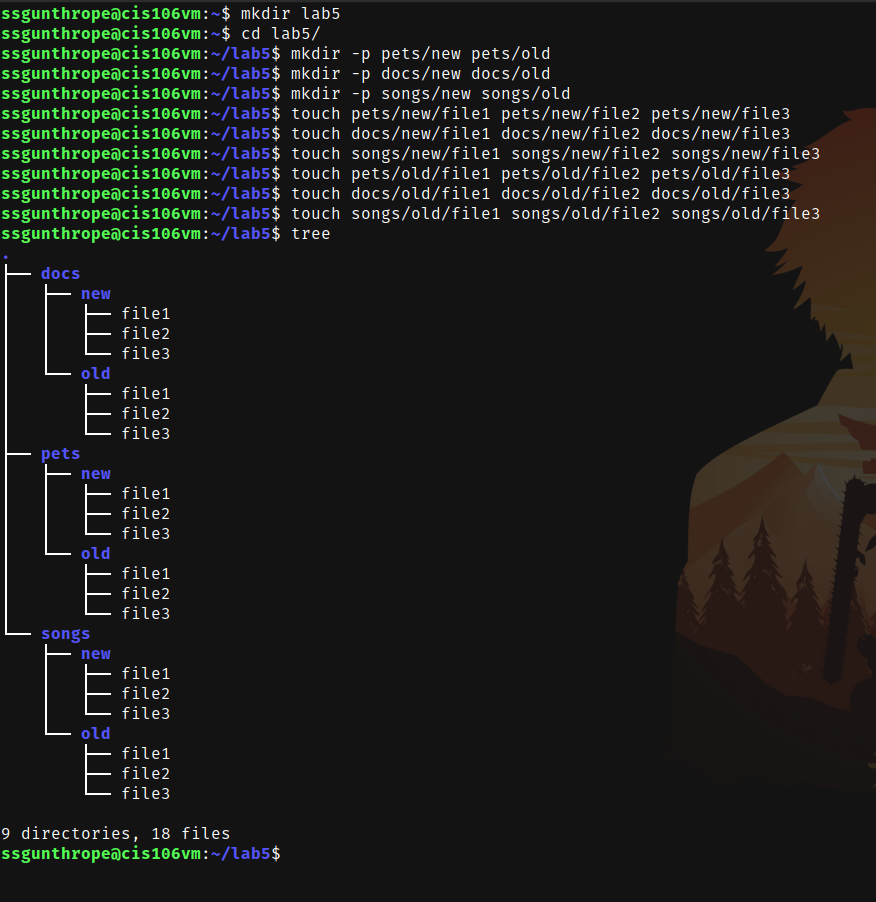 ssgunthrope@cis106vm:~$ mkdir lab5
ssgunthrope@cis106vm:~$ cd lab5/
ssgunthrope@cis106vm:~/lab5$ mkdir -p pets/new pets/old
ssgunthrope@cis106vm:~/lab5$ mkdir -p docs/new docs/old
ssgunthrope@cis106vm:~/lab5$ mkdir -p songs/new songs/old
ssgunthrope@cis106vm:~/lab5$ touch pets/new/file1 pets/new/file2 pets/new/file3
ssgunthrope@cis106vm:~/lab5$ touch docs/new/file1 docs/new/file2 docs/new/file3
ssgunthrope@cis106vm:~/lab5$ touch songs/new/file1 songs/new/file2 songs/new/file3
ssgunthrope@cis106vm:~/lab5$ touch pets/old/file1 pets/old/file2 pets/old/file3
ssgunthrope@cis106vm:~/lab5$ touch docs/old/file1 docs/old/file2 docs/old/file3
ssgunthrope@cis106vm:~/lab5$ touch songs/old/file1 songs/old/file2 songs/old/file3
ssgunthrope@cis106vm:~/lab5$ tree
.
├── docs
│   ├── new
│   │   ├── file1
│   │   ├── file2
│   │   └── file3
│   └── old
│       ├── file1
│       ├── file2
│       └── file3
├── pets
│   ├── new
│   │   ├── file1
│   │   ├── file2
│   │   └── file3
│   └── old
│       ├── file1
│       ├── file2
│       └── file3
└── songs
    ├── new
    │   ├── file1
    │   ├── file2
    │   └── file3
    └── old
        ├── file1
        ├── file2
        └── file3
9 directories, 18 files
ssgunthrope@cis106vm:~/lab5$